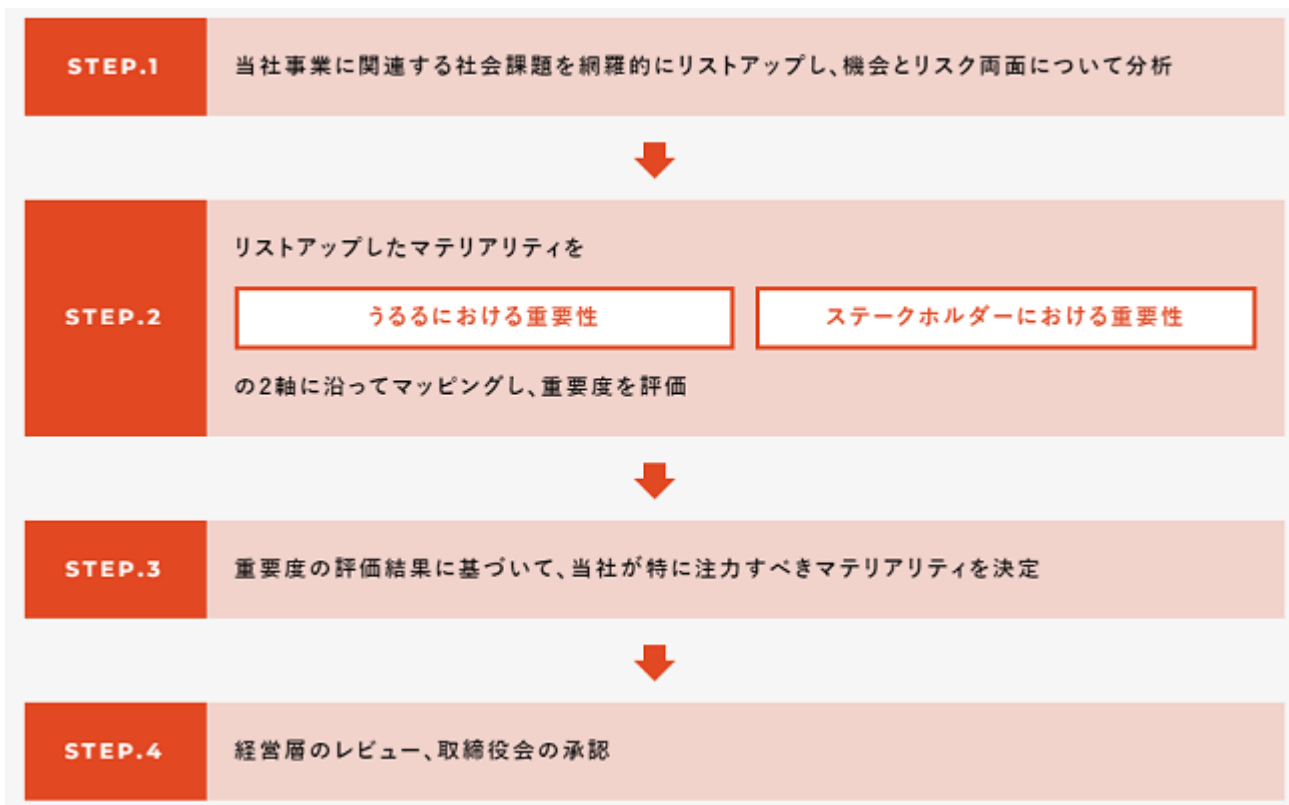 STEP.1
当社事業に関連する社会課題を網羅的にリストアップし、機会とリスク両面について分析
STEP.2
リストアップしたマテリアリティを
うるるにおける重要性
ステークホルダーにおける重要性
の2軸に沿ってマッピングし、重要度を評価
STEP.3
重要度の評価結果に基づいて、当社が特に注力すべきマテリアリティを決定
STEP.4
経営層のレビュー、取締役会の承認